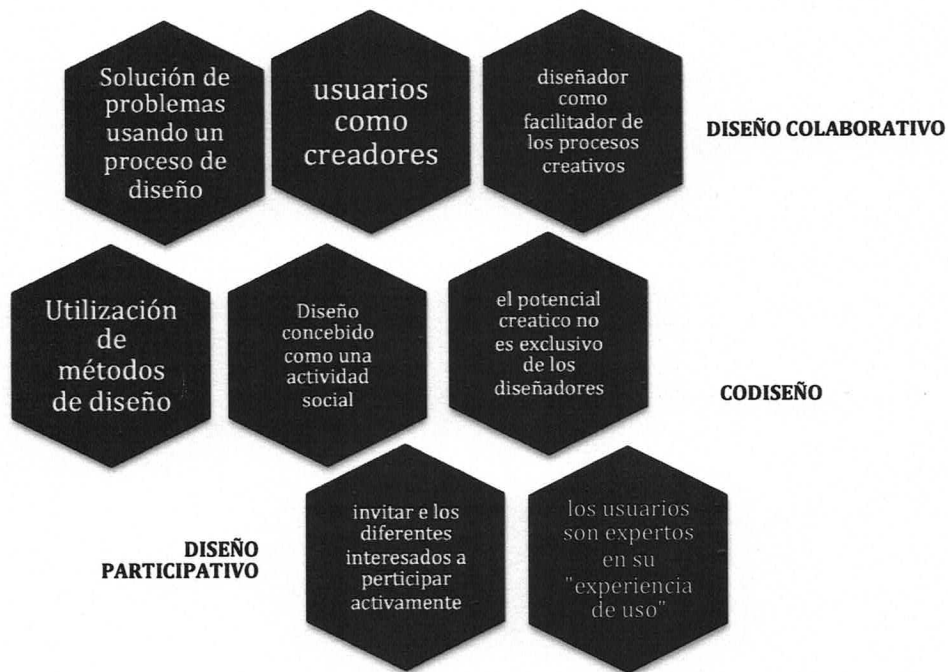 Solución de
problemas
usando un
proceso de
diseño
usuarios
como
creadores
diseñador
como
facilitador de
los procesos
creativos
DISEÑO COLABORATIVO
Utilización
de
métodos
de diseño
Diseño
concebido
como una
actividad
social
el potencial
creatico no
es exclusivo
de los
diseñadores
CODISEÑO
DISEÑO
PARTICIPATIVO
invitar e los
diferentes
interesados a
perticipar
activamente
los usuarios
son expertos
en su
"experiencia
de uso"